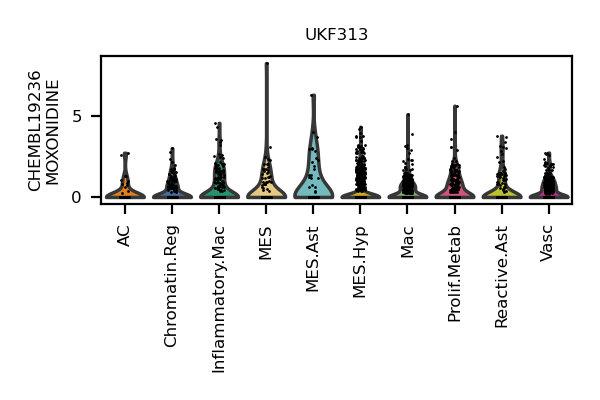 UKF313
CHEMBL19236
MOXONIDINE
5
0
AC
Chromatin.Reg
Inflammatory.Mac
MES
MES.Ast
MES.Hyp
Mac
Prolif.Metab
Reactive.Ast
Vasc